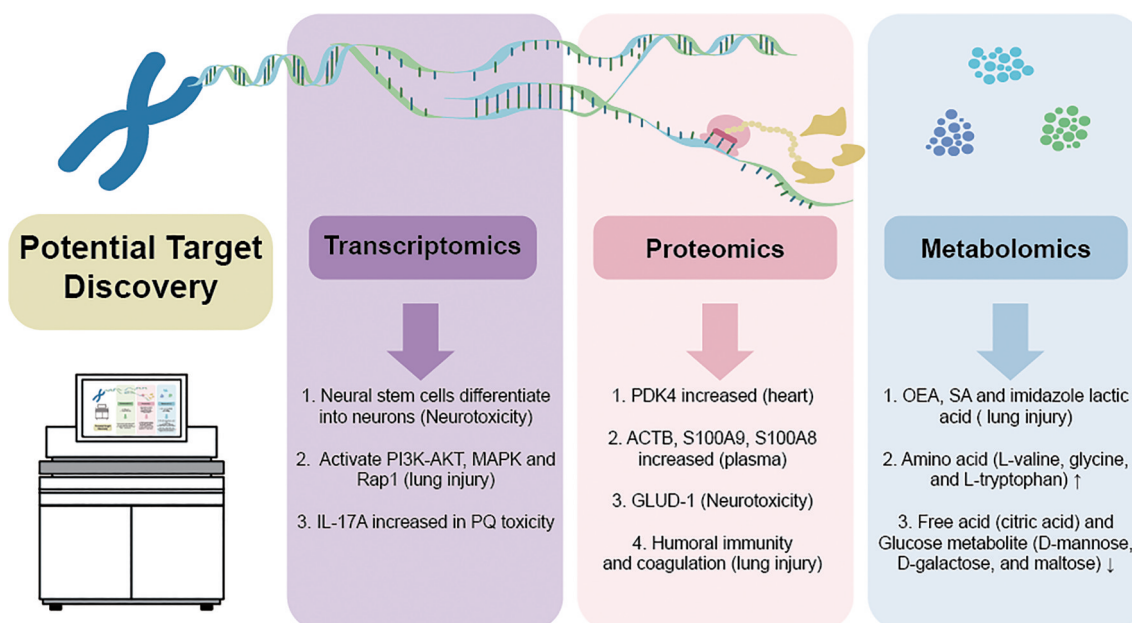 Potential Target
Discovery
Transcriptomics
1. Neural stem cells differentiate
into neurons (Neurotoxicity)
2. Activate PI3K-AKT, MAPK and
Rap1 (lung injury)
3. IL-17A increased in PQ toxicity
Proteomics
1. PDK4 increased (heart)
2. ACTB, S100A9, S100A8
increased (plasma)
3. GLUD-1 (Neurotoxicity)
4. Humoral immunity
and coagulation (lung injury)
Metabolomics
1. OEA, SA and imidazole lactic
acid ( lung injury)
2. Amino acid (L-valine, glycine,
and L-tryptophan) ↑
3. Free acid (citric acid) and
Glucose metabolite (D-mannose,
D-galactose, and maltose) ↓